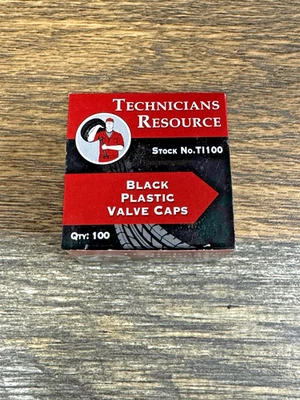 Technicians
Resource
Stock No.TI100
Black
Plastic
Valve Caps
Qty: 100